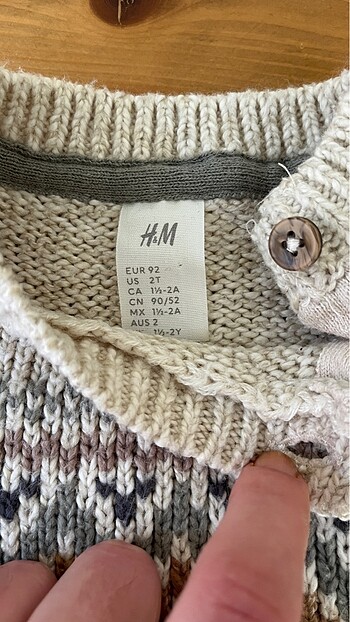 H&M
EUR 92
US 2T
CA 1½-2A
CN 90/52
MX 1½-2A
AUS 2
1½-2Y